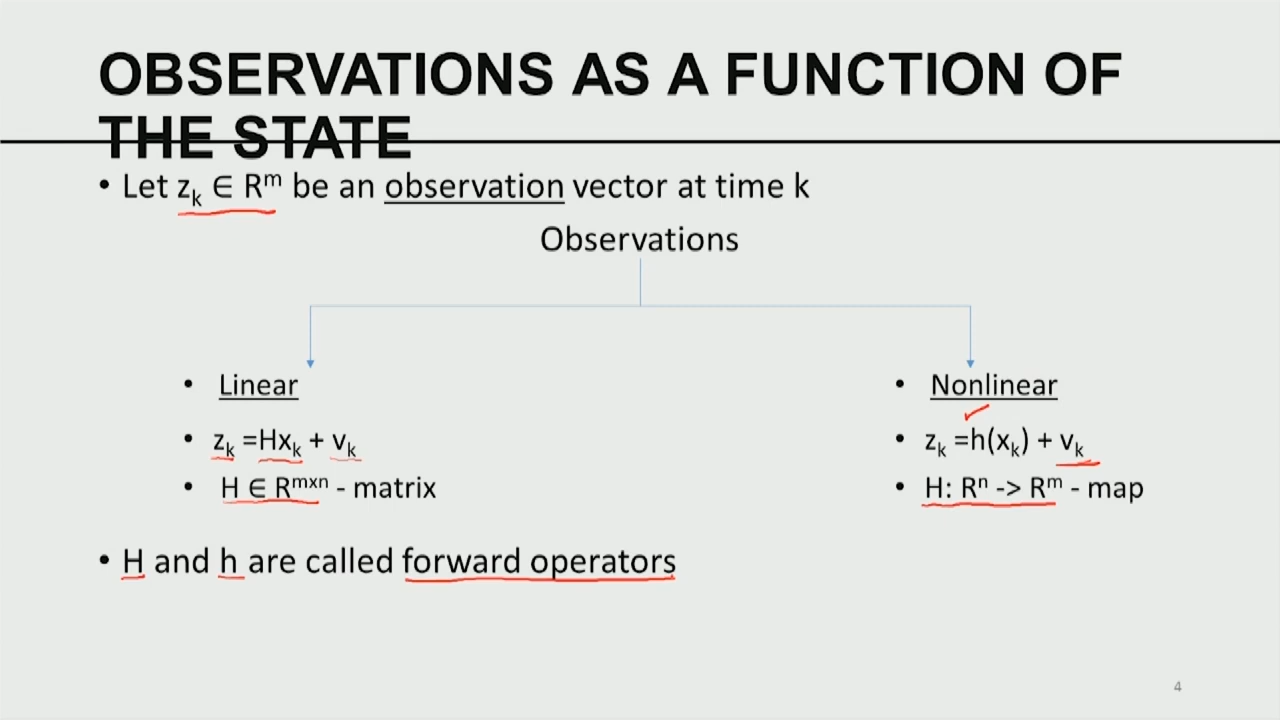 OBSERVATIONS AS A FUNCTION OF
THE STATE
• Let zₖ ∈ Rᵐ be an observation vector at time k
Observations
• Linear
• zₖ =Hxₖ + vₖ
• H ∈ Rᵐˣⁿ - matrix
• Nonlinear
• zₖ =h(xₖ) + vₖ
• H: Rⁿ -> Rᵐ - map
• H and h are called forward operators
4